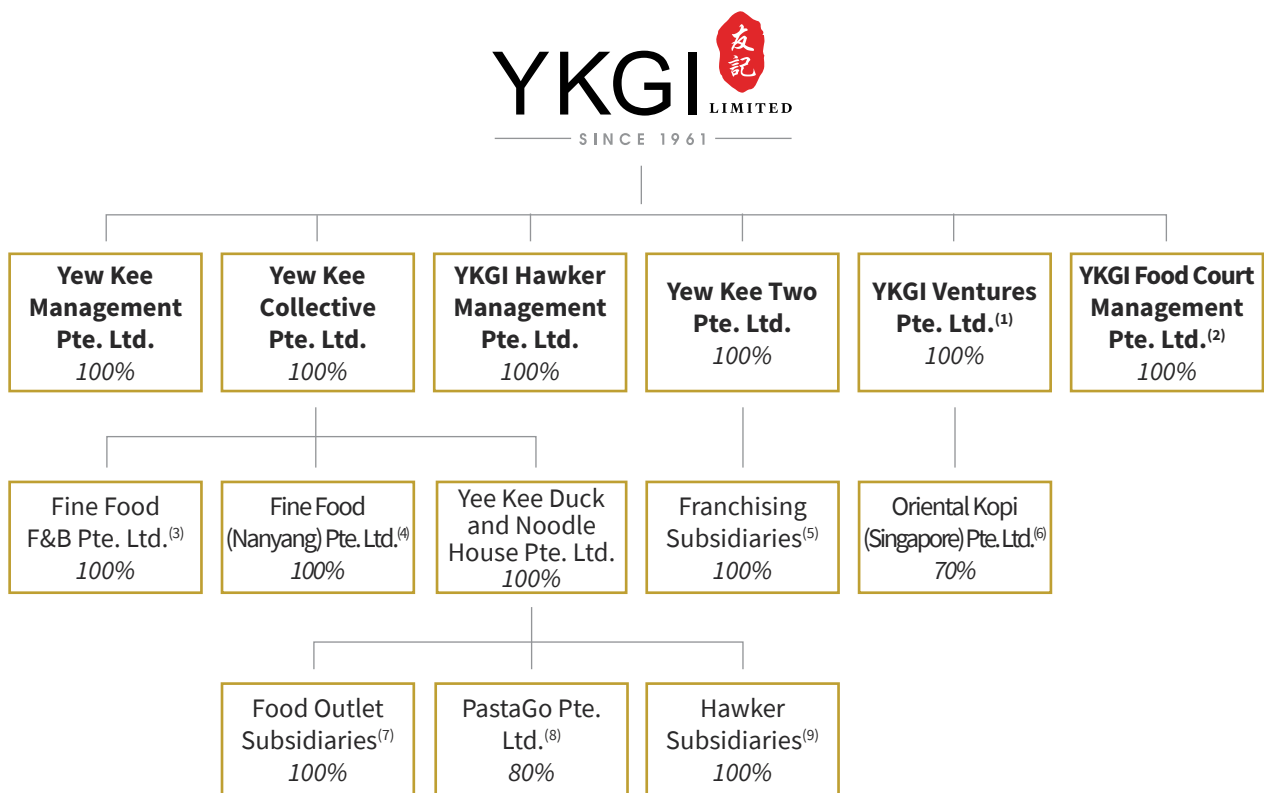 YKGI
友
記
LIMITED
SINCE 1961
Yew Kee
Management
Pte. Ltd.
100%
Yew Kee
Collective
Pte. Ltd.
100%
YKGI Hawker
Management
Pte. Ltd.
100%
Yew Kee Two
Pte. Ltd.
100%
YKGI Ventures
Pte. Ltd.(1)
100%
YKGI Food Court
Management
Pte. Ltd.(2)
100%
Fine Food
F&B Pte. Ltd.(3)
100%
Fine Food
(Nanyang) Pte. Ltd.(4)
100%
Yee Kee Duck
and Noodle
House Pte. Ltd.
100%
Franchising
Subsidiaries(5)
100%
Oriental Kopi
(Singapore) Pte. Ltd.(6)
70%
Food Outlet
Subsidiaries(7)
100%
PastaGo Pte.
Ltd.(8)
80%
Hawker
Subsidiaries(9)
100%